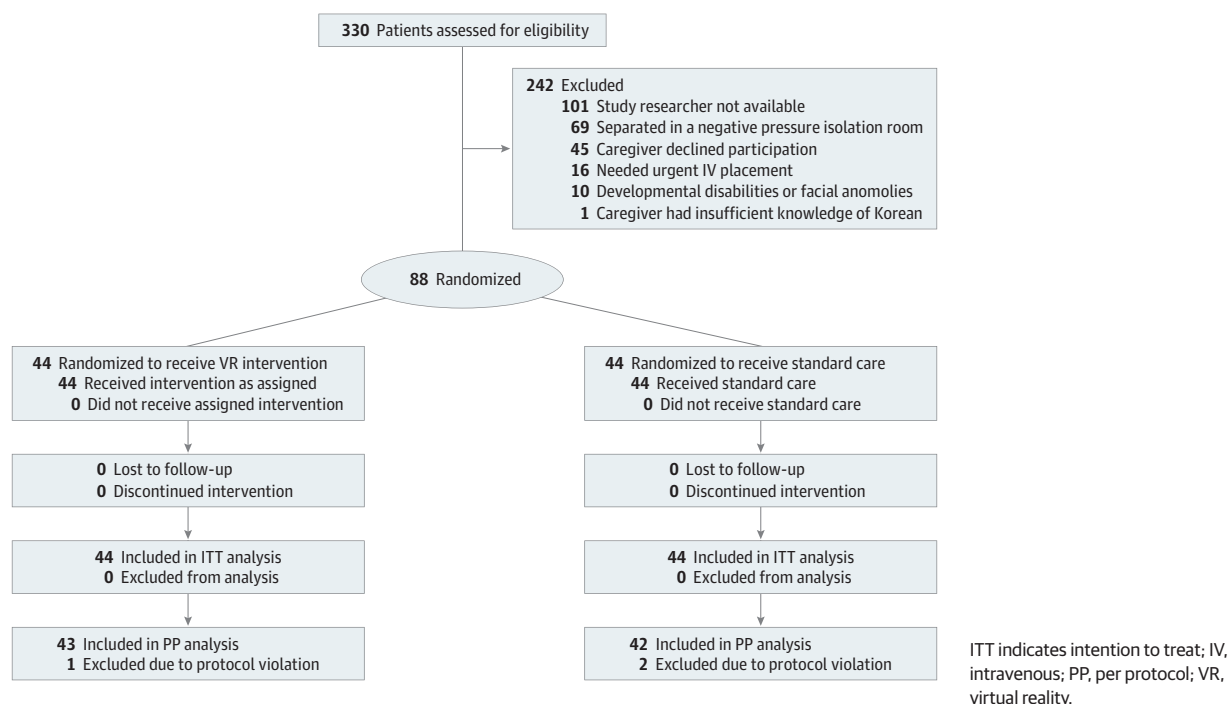 330 Patients assessed for eligibility
242 Excluded
101 Study researcher not available
69 Separated in a negative pressure isolation room
45 Caregiver declined participation
16 Needed urgent IV placement
10 Developmental disabilities or facial anomolies
1 Caregiver had insufficient knowledge of Korean
88 Randomized
44 Randomized to receive VR intervention
44 Received intervention as assigned
0 Did not receive assigned intervention
44 Randomized to receive standard care
44 Received standard care
0 Did not receive standard care
0 Lost to follow-up
0 Discontinued intervention
0 Lost to follow-up
0 Discontinued intervention
44 Included in ITT analysis
0 Excluded from analysis
44 Included in ITT analysis
0 Excluded from analysis
43 Included in PP analysis
1 Excluded due to protocol violation
42 Included in PP analysis
2 Excluded due to protocol violation
ITT indicates intention to treat; IV,
intravenous; PP, per protocol; VR,
virtual reality.